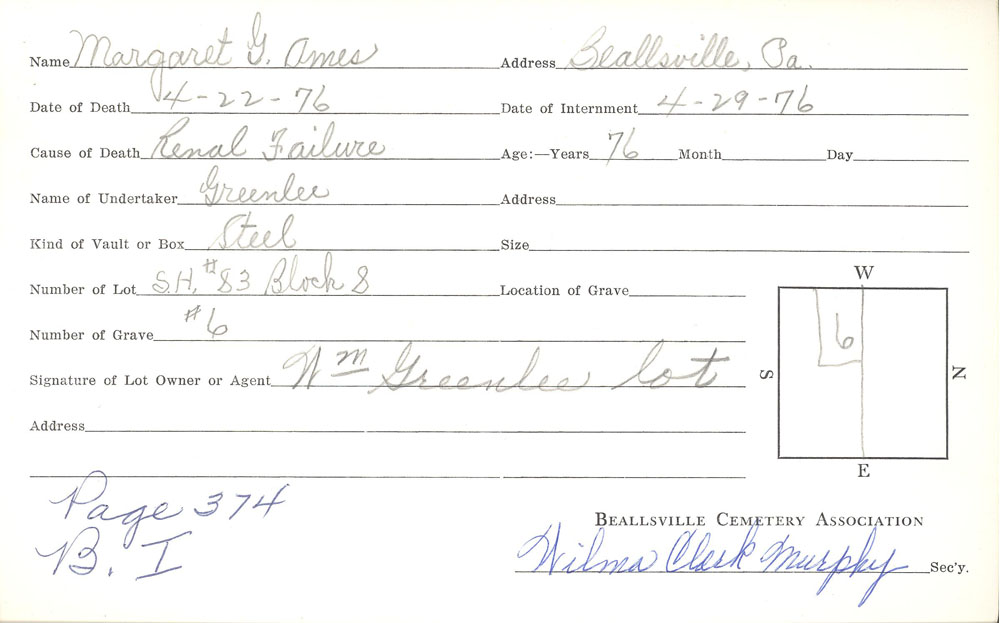 Name Margaret G. Ames Address Beallsville, Pa.
Date of Death 4-22-76 Date of Internment 4-29-76
Cause of Death Renal Failure Age:—Years 76 Month Day
Name of Undertaker Greenlee Address
Kind of Vault or Box Steel Size
Number of Lot S.H. #83 Block 8 Location of Grave
W
Number of Grave #6
6
S
N
Signature of Lot Owner or Agent Wm Greenlee lot
Address
E
Page 374
B. I
BEALLSVILLE CEMETERY ASSOCIATION
Wilma Clark Murphy Sec'y.